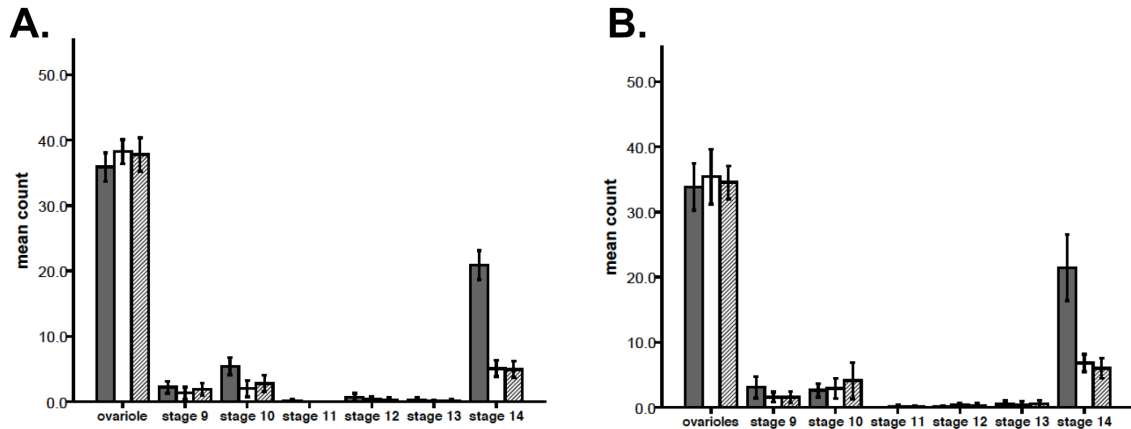 A.
mean count
50.0
40.0
30.0
20.0
10.0
0.0
ovariole stage 9 stage 10 stage 11 stage 12 stage 13 stage 14
B.
mean count
50.0
40.0
30.0
20.0
10.0
0.0
ovarioles stage 9 stage 10 stage 11 stage 12 stage 13 stage 14